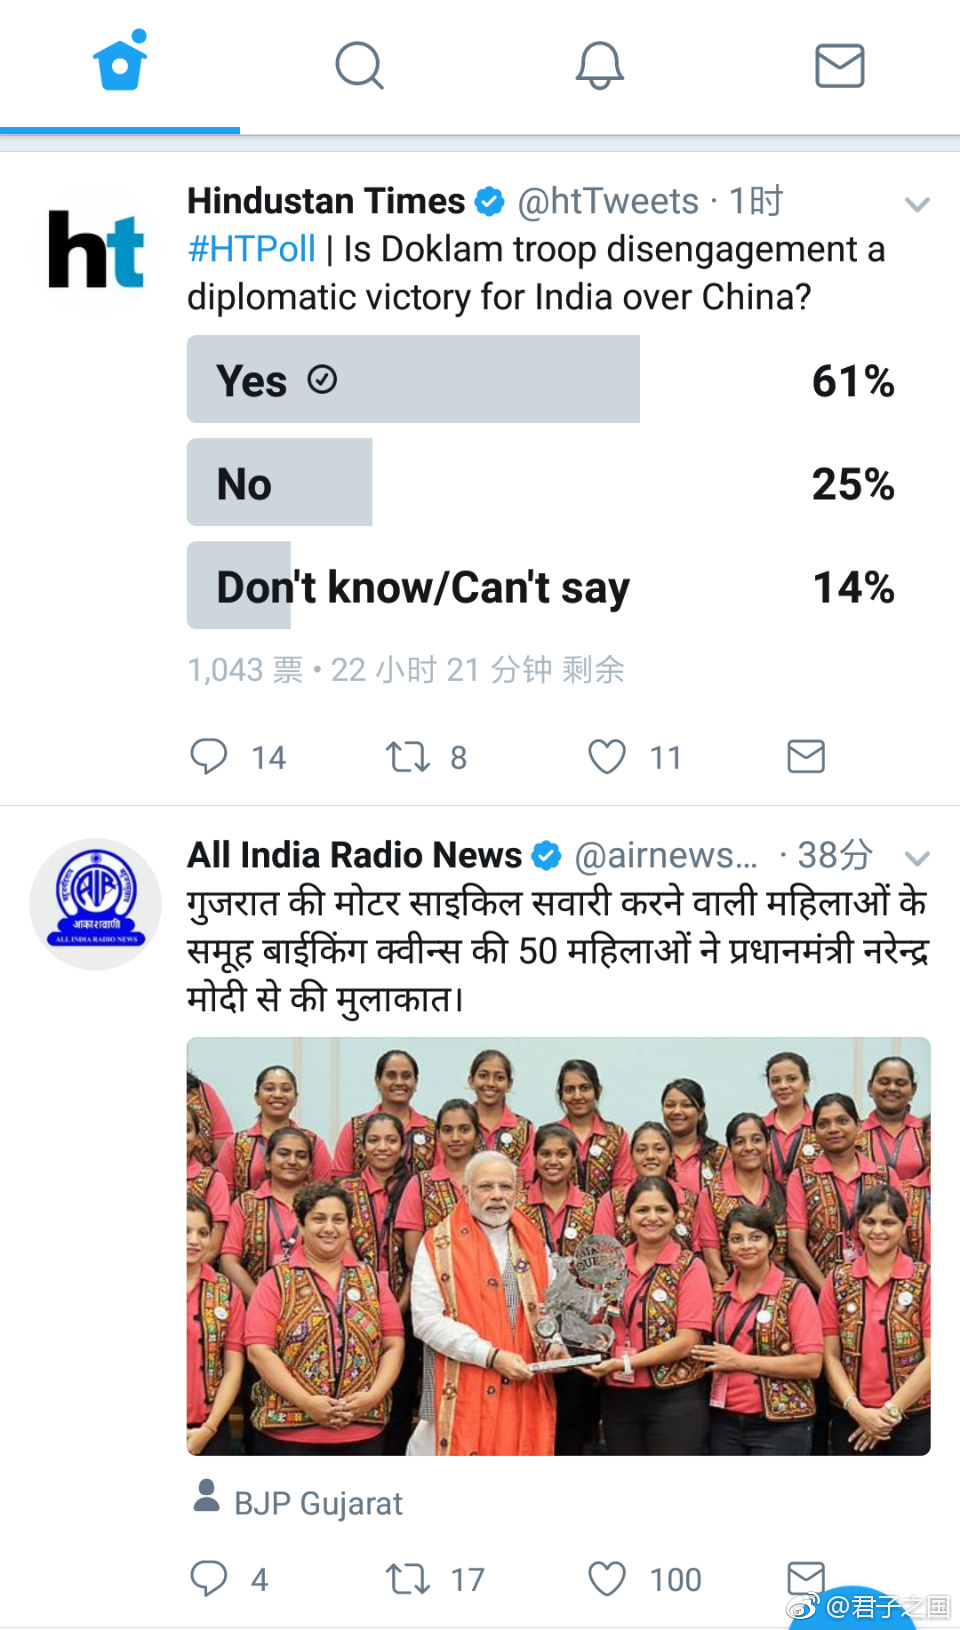 ht
Hindustan Times @htTweets · 1时
#HTPoll | Is Doklam troop disengagement a
diplomatic victory for India over China?
Yes 61%
No 25%
Don't know/Can't say 14%
1,043 票 • 22 小时 21 分钟 剩余
14 8 11
All India Radio News @airnews... · 38分
AIR
आकाशवाणी
ALL INDIA RADIO NEWS
गुजरात की मोटर साइकिल सवारी करने वाली महिलाओं के
समूह बाईकिंग क्वीन्स की 50 महिलाओं ने प्रधानमंत्री नरेन्द्र
मोदी से की मुलाकात।
BJP Gujarat
4 17 100
@君子之国